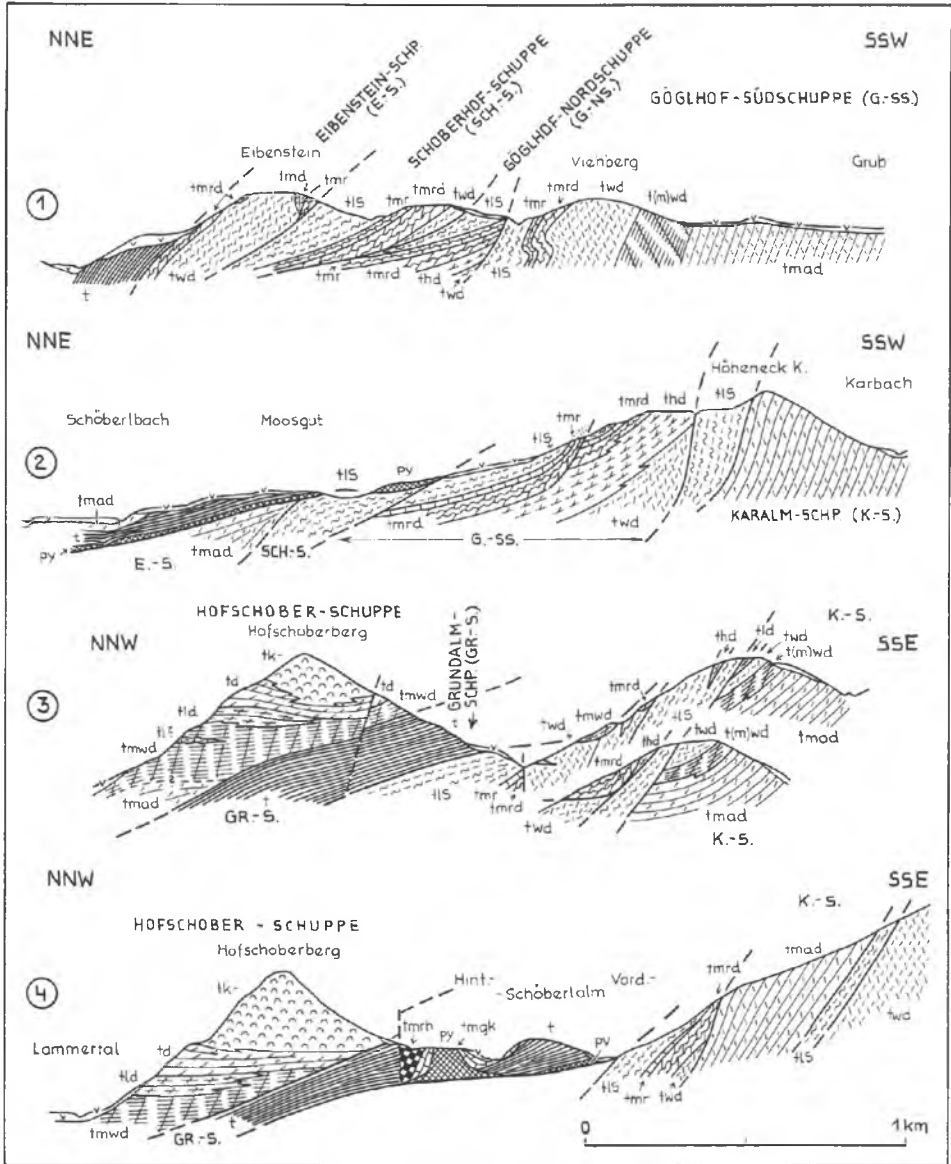 NNE SSW
EIBENSTEIN-SCHP.
(E.-S.)
SCHOBERHOF-SCHUPPE
(SCH-S.)
GÖGLHOF-NORDSCHUPPE
(G-NS.)
GÖGLHOF-SÜDSCHUPPE (G.-SS.)
Eibenstein Vienberg Grub
tmrd tmd tmr tlS tmr tmrd twd tlS tmr tmrd twd t(m)wd
1
t twd tmr tmrd thd twd tlS tmad
NNE SSW
Höheneck K.
Karbach
Schöberlbach Moosgut
tmrd thd tlS
tmr
tlS
2
tlS py
tmad
t
py
tmrd twd
KARALM-SCHP. (K.-S.)
E.-S. tmad SCH-S. G.-SS.
HOFSCHOBER-SCHUPPE
Hofschoberberg
NNW SSE
GRUNDALM-
SCHP. (GR-S.)
K.-S.
tk
thd tld twd
t(m)wd
td tmwd t
tmrd
3
tld
twd tmwd
tlS
tmwd
tlS
tmad
thd twd t(m)wd
tmrd
tmad t tlS tmr
tmrd
twd
tmad
GR.-S.
K.-S.
NNW SSE
K.-S.
HOFSCHOBER - SCHUPPE
Hofschoberberg
tmad
4
tk
Hint.- Vord.-
-Schöbertalm
tmrd
Lammertal
td
tmrh py tmgk t py
tld
twd
tlS
tlS
tmwd
GR.-S. t
tmr twd
0 1km